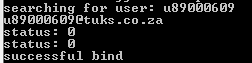 searching for user: u89000609
u89000609@tuks.co.za
status: 0
status: 0
successful bind